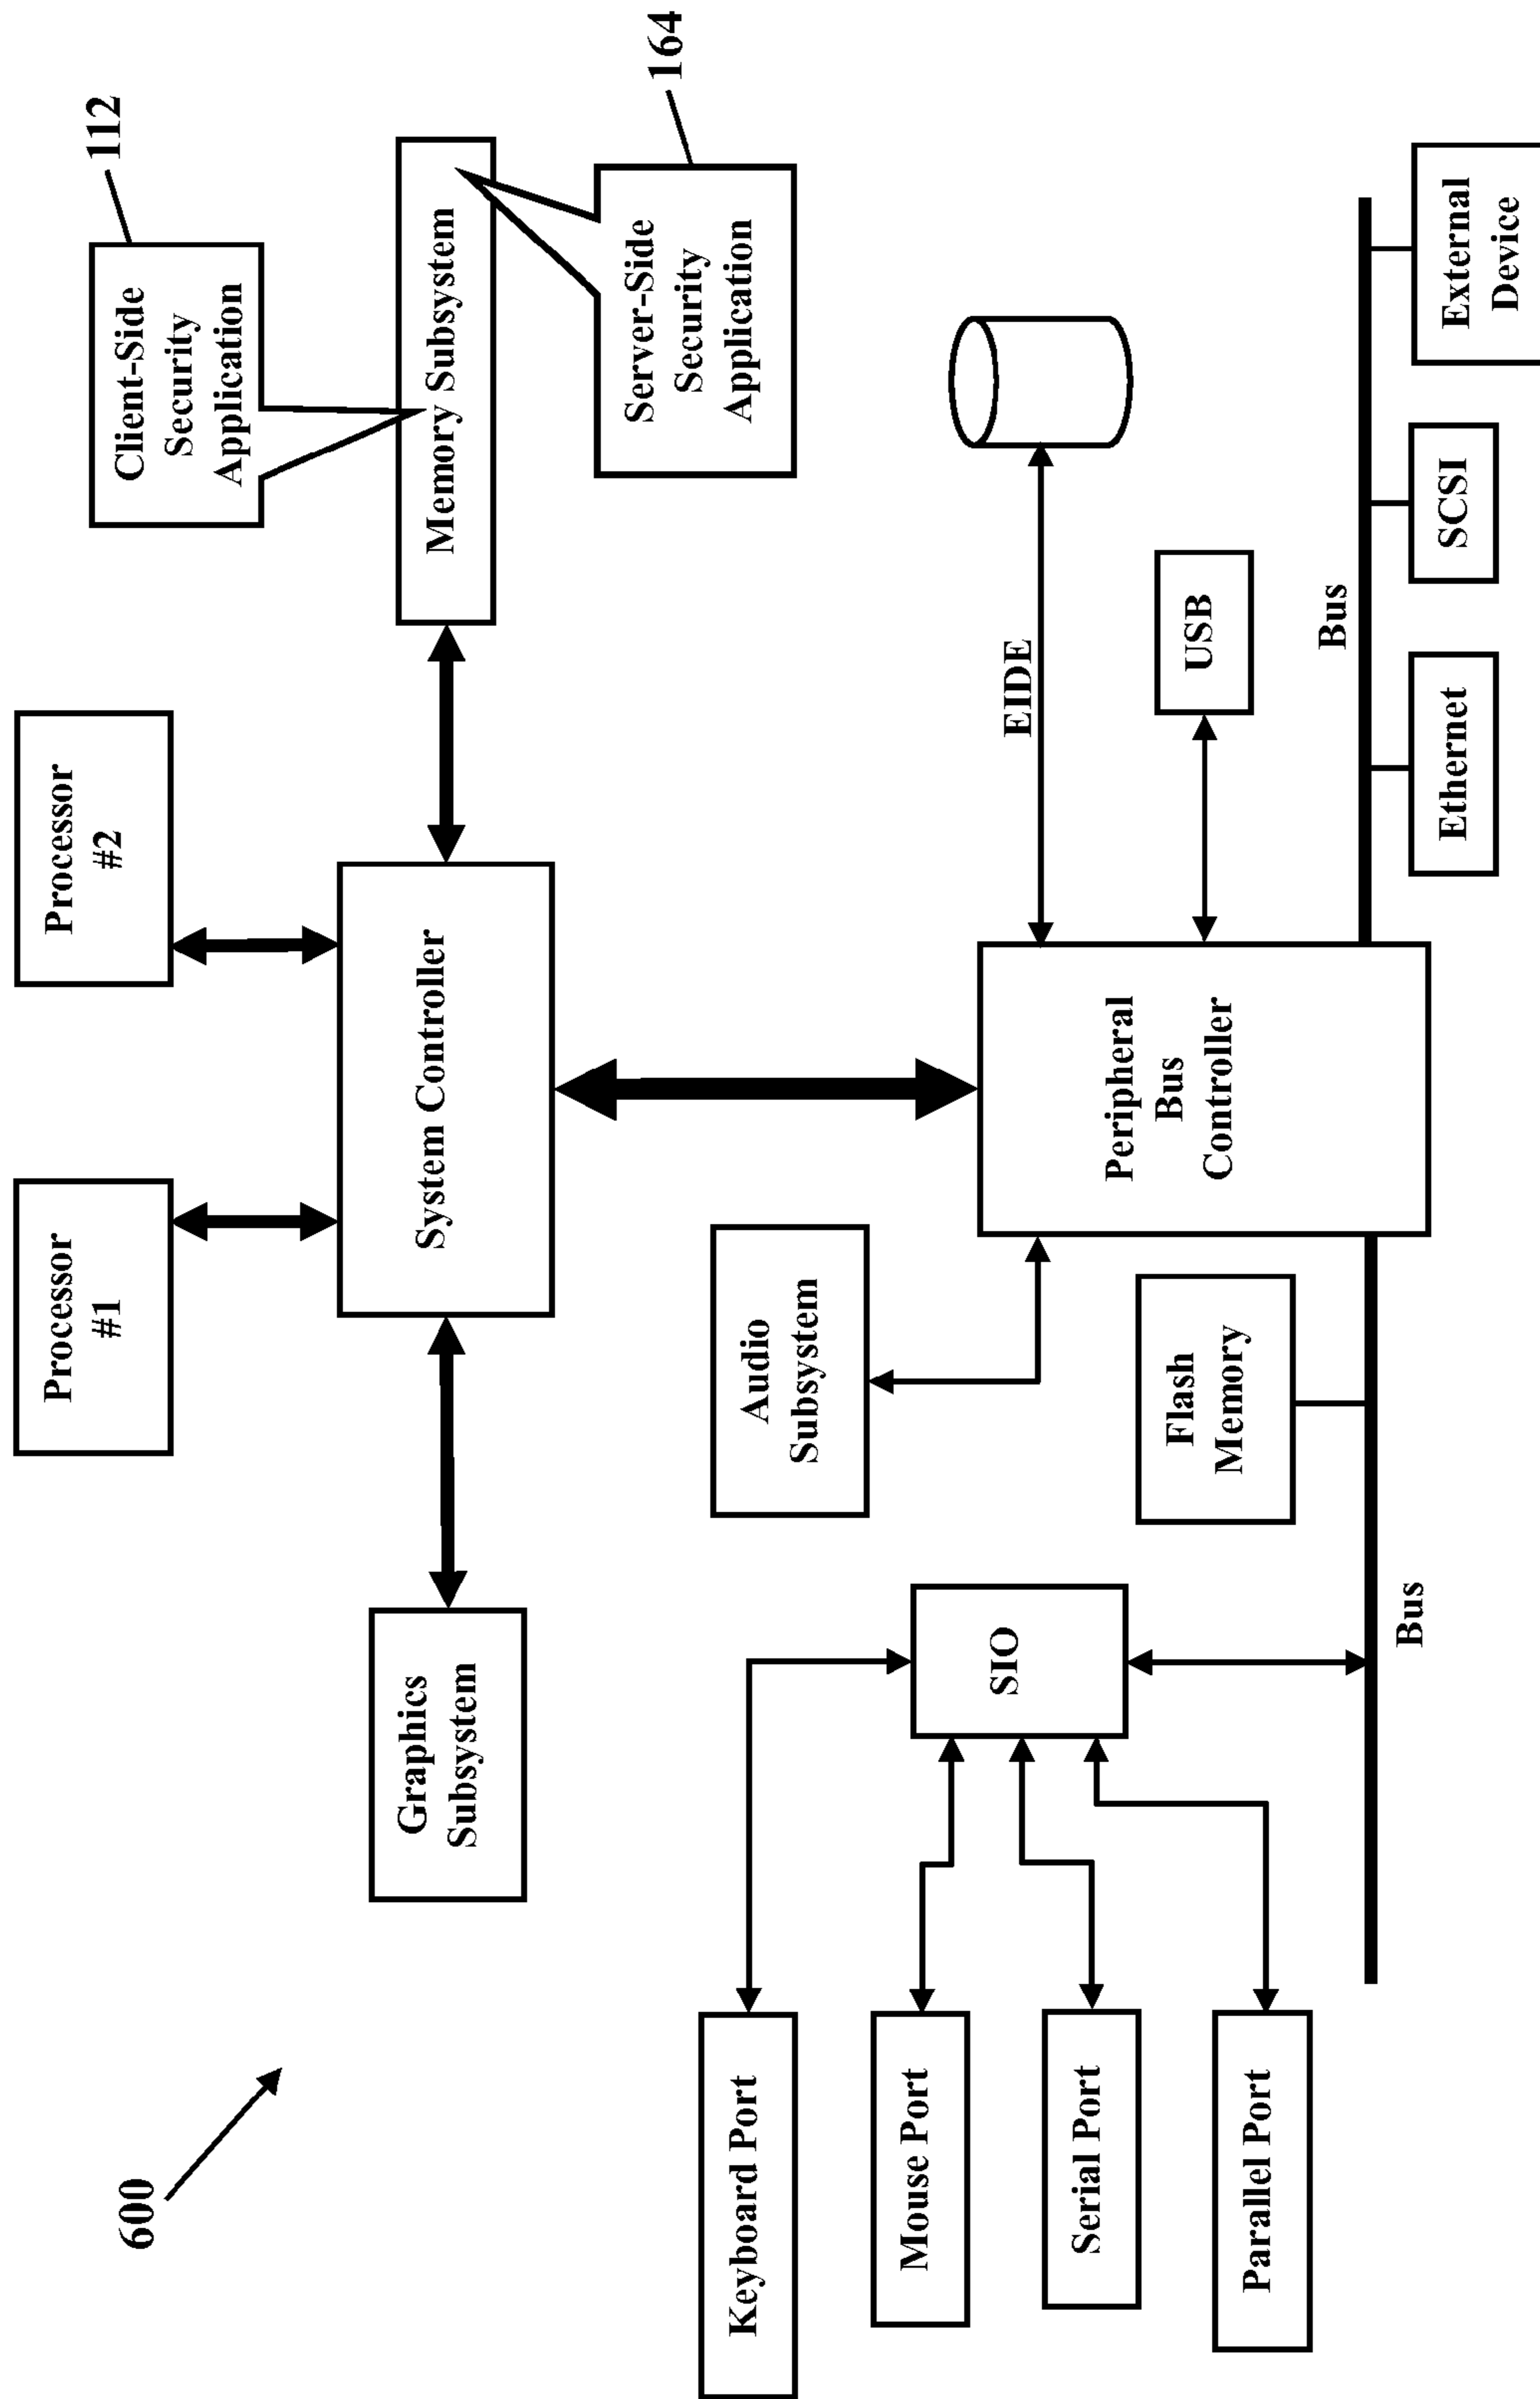 600
Processor
#1
Processor
#2
112
Client-Side
Security
Application
Graphics
Subsystem
System Controller
Memory Subsystem
164
Server-Side
Security
Application
Keyboard Port
Mouse Port
Serial Port
Parallel Port
SIO
Audio
Subsystem
Flash
Memory
Peripheral
Bus
Controller
EIDE
USB
Bus
Bus
Ethernet
SCSI
External
Device